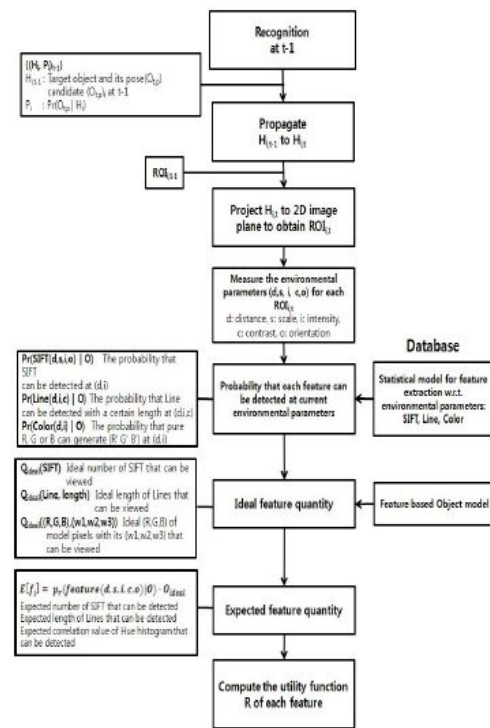 Recognition
at t-1
{(H, P)t-1}
Hi,t-1 : Target object and its pose(Ot,p)
candidate (Ot,p)i at t-1
Pi : Pr(Ot,p | Hi)
Propagate
Hi,t-1 to Hi,t
ROIi,t-1
Project Hi,t to 2D image
plane to obtain ROIi,t
Measure the environmental
parameters (d,s, i, c,o) for each
ROIi,t
d: distance, s: scale, i: intensity,
c: contrast, o: orientation
Database
Pr(SIFT(d,s,i,o) | O) The probability that
SIFT
can be detected at (d,i)
Pr(Line(d,i,c) | O) The probability that Line
can be detected with a certain length at (d,i,c)
Pr(Color(d,i) | O) The probability that pure
R, G or B can generate (R' G' B') at (d,i)
Probability that each feature can
be detected at current
environmental parameters
Statistical model for feature
extraction w.r.t.
environmental parameters:
SIFT, Line, Color
Qideal(SIFT) Ideal number of SIFT that can be
viewed
Qideal(Line, length) Ideal length of Lines that
can be viewed
Qideal((R,G,B),(w1,w2,w3)) Ideal (R,G,B) of
model pixels with its (w1,w2,w3) that
can be viewed
Ideal feature quantity
Feature based Object model
E[fi] = pr(feature(d.s.i.c.o)|O) · Qideal
Expected number of SIFT that can be detected
Expected length of Lines that can be detected
Expected correlation value of Hue histogram that
can be detected
Expected feature quantity
Compute the utility function
R of each feature